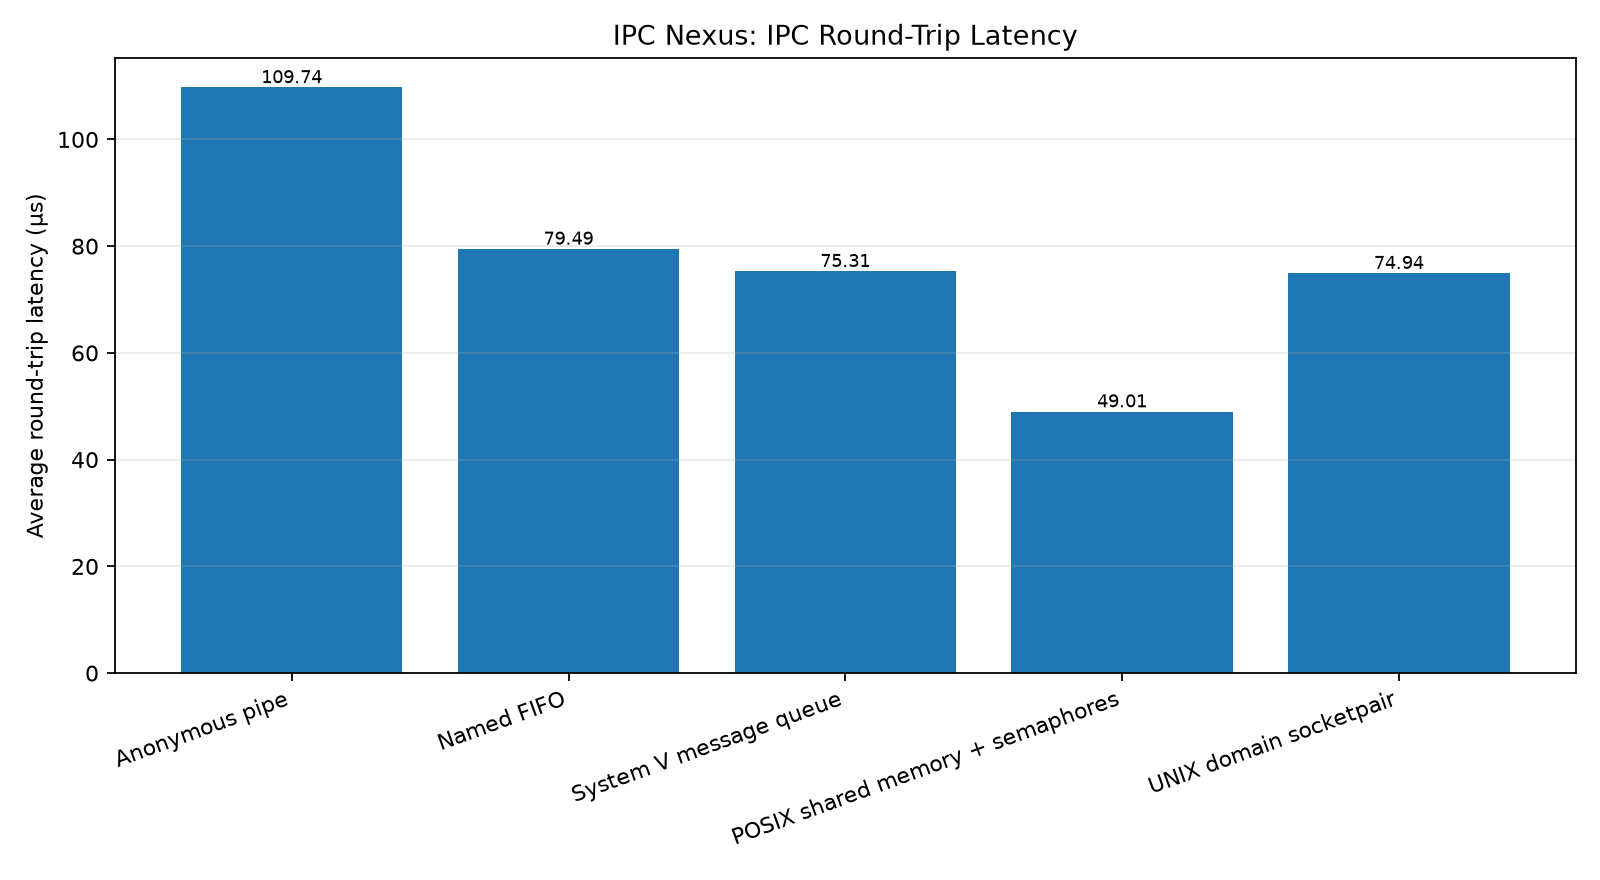 IPC Nexus: IPC Round-Trip Latency
Average round-trip latency (µs)
100
80
60
40
20
0
109.74
79.49
75.31
49.01
74.94
Anonymous pipe
Named FIFO
System V message queue
POSIX shared memory + semaphores
UNIX domain socketpair